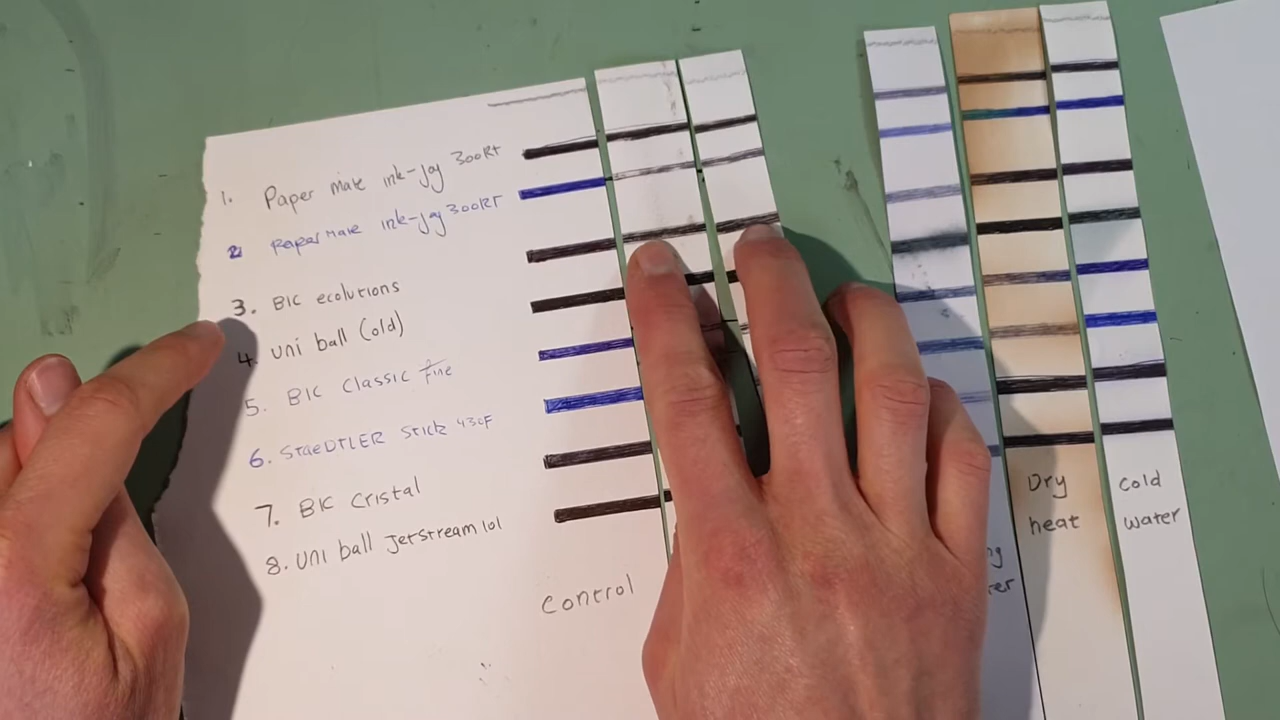 1. Paper mate ink-joy 300RT
2 Paper mate ink-joy 300RT
3. BIC ecolutions
4. uni ball (old)
5. BIC Classic fine
6. STaeDTLER Stick 430F
7. BIC Cristal
8. uni ball Jetstream 101
Control
Dry
heat
Cold
water